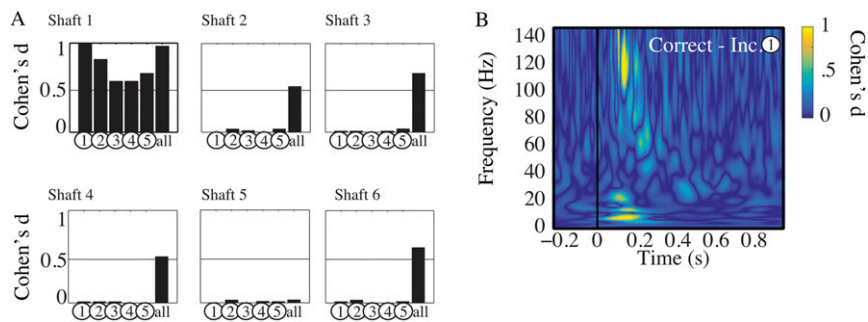 A
Shaft 1
Shaft 2
Shaft 3
Cohen's d
1
0.5
0
1 2 3 4 5 all
1 2 3 4 5 all
1 2 3 4 5 all
Shaft 4
Shaft 5
Shaft 6
Cohen's d
1
0.5
0
1 2 3 4 5 all
1 2 3 4 5 all
1 2 3 4 5 all
B
Correct - Inc. 1
Frequency (Hz)
140
120
100
80
60
40
20
0
-0.2 0 0.2 0.4 0.6 0.8
Time (s)
1
.5
0
Cohen's d